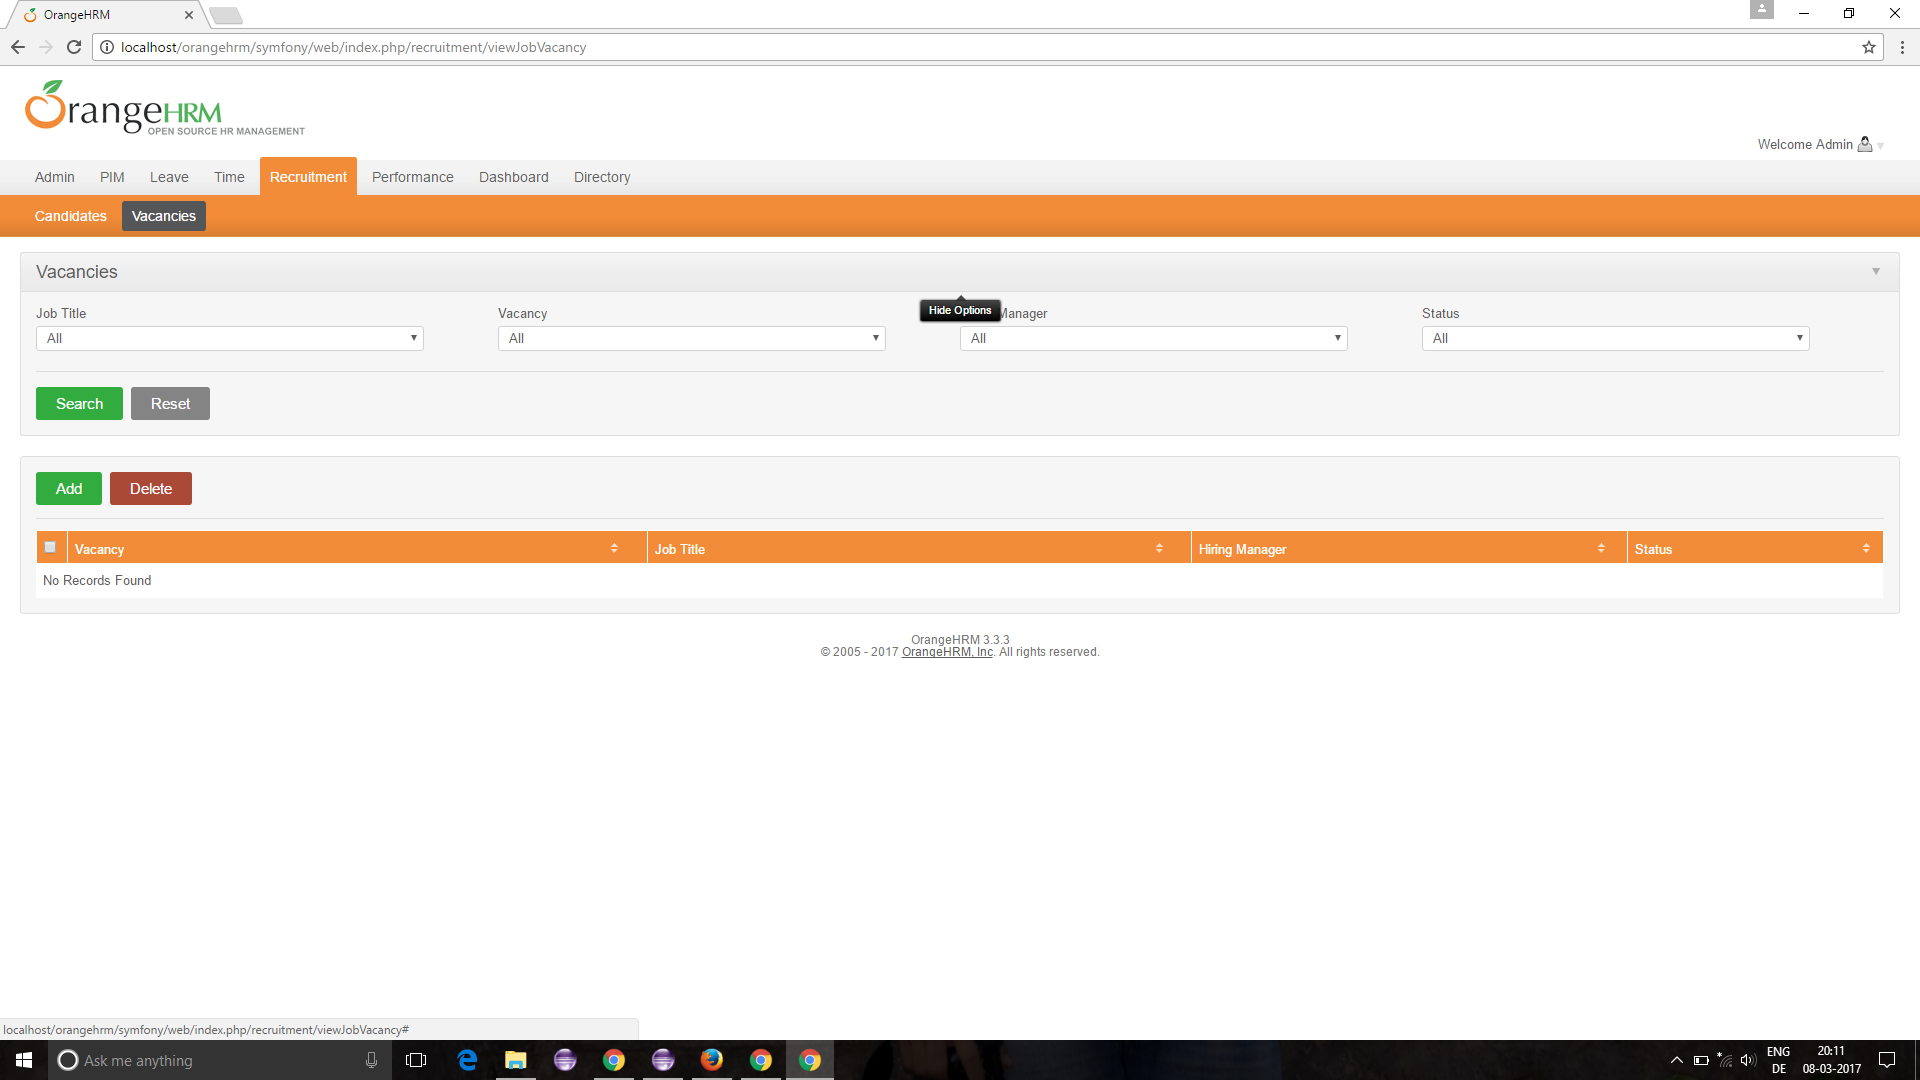 OrangeHRM
localhost/orangehrm/symfony/web/index.php/recruitment/viewJobVacancy
OrangeHRM
OPEN SOURCE HR MANAGEMENT
Welcome Admin
Admin PIM Leave Time Recruitment Performance Dashboard Directory
Candidates Vacancies
Vacancies
Hide Options
Job Title Vacancy Manager Status
All All All All
Search Reset
Add Delete
Vacancy Job Title Hiring Manager Status
No Records Found
OrangeHRM 3.3.3
© 2005 - 2017 OrangeHRM, Inc. All rights reserved.
localhost/orangehrm/symfony/web/index.php/recruitment/viewJobVacancy#
Ask me anything
ENG 20:11
DE 08-03-2017